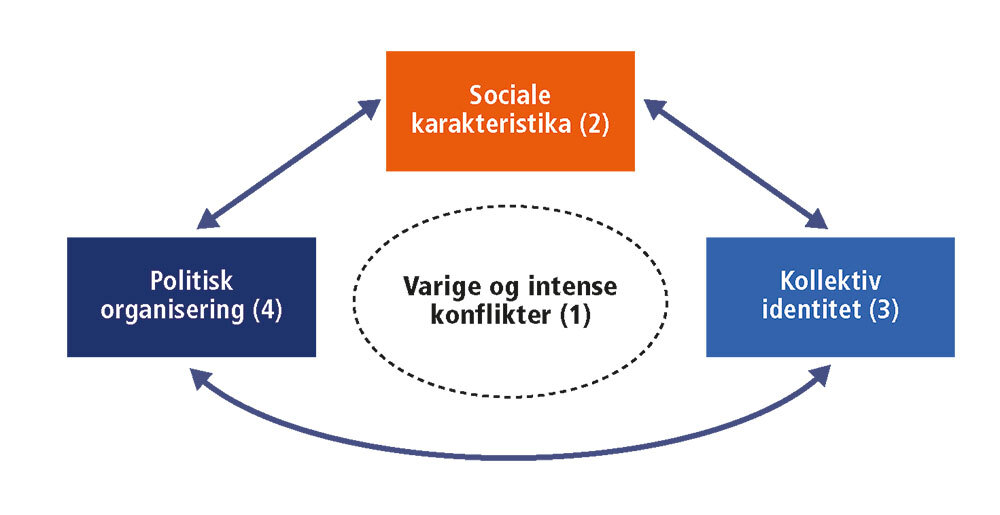 Sociale
karakteristika (2)
Politisk
organisering (4)
Varige og intense
konflikter (1)
Kollektiv
identitet (3)